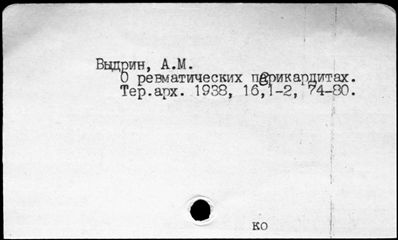 Выдрин, А.М.
О ревматических перикардитах.
Тер.арх. 1938, 16,1-2, 74-80.
ко